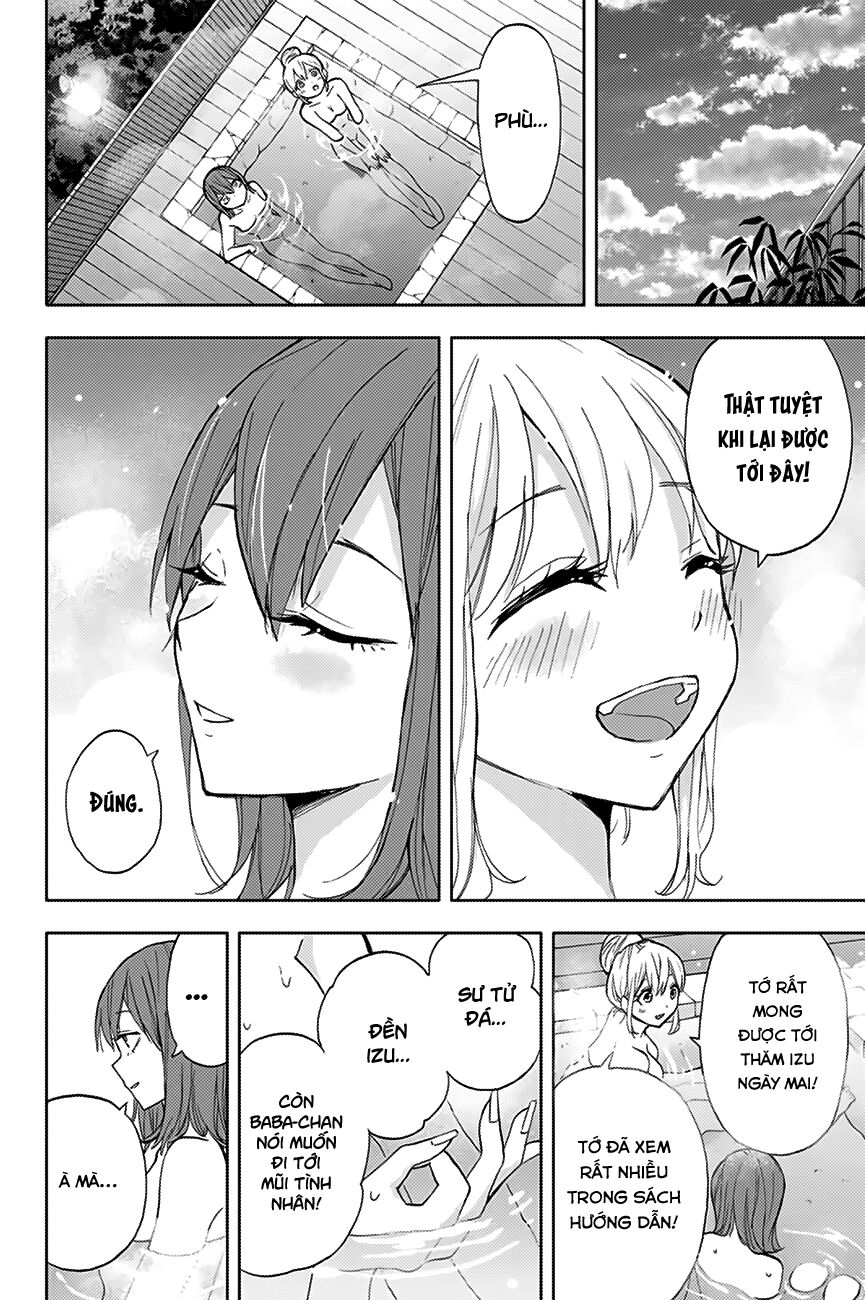 PHÙ...
THẬT TUYỆT
KHI LẠI ĐƯỢC
TỚI ĐÂY!
ĐÚNG.
TỚ RẤT
MONG
ĐƯỢC TỚI
THĂM IZU
NGÀY MAI!
TỚ ĐÃ XEM
RẤT NHIỀU
TRONG SÁCH
HƯỚNG DẪN!
SƯ TỬ
ĐÁ...
ĐỀN
IZU...
CÒN
BABA-CHAN
NÓI MUỐN
ĐI TỚI
MŨI TÌNH
NHÂN!
...
À MÀ...